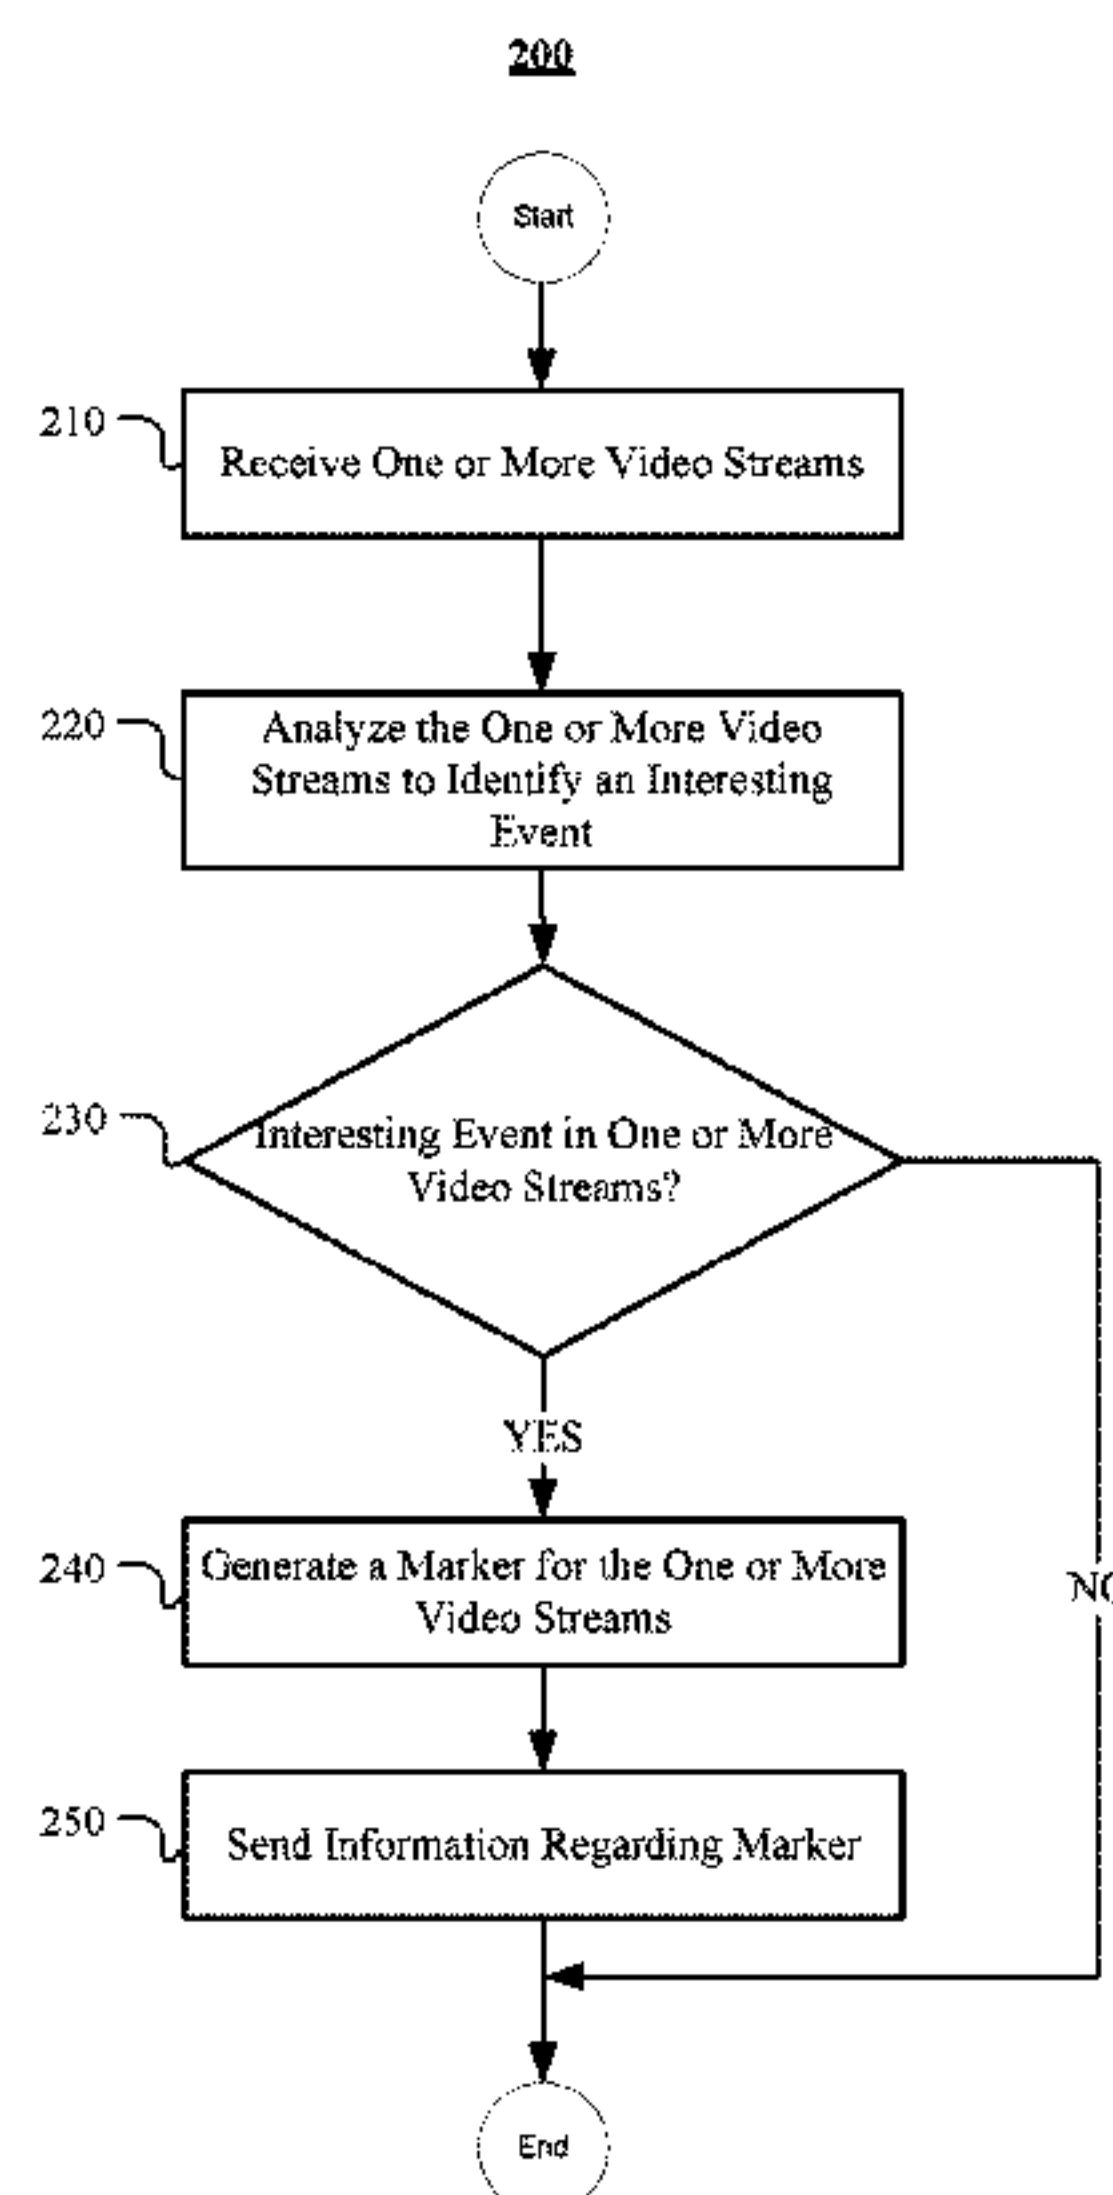 200
Start
210
Receive One or More Video Streams
220
Analyze the One or More Video
Streams to Identify an Interesting
Event
230
Interesting Event in One or More
Video Streams?
YES
240
Generate a Marker for the One or More
Video Streams
NO
250
Send Information Regarding Marker
End